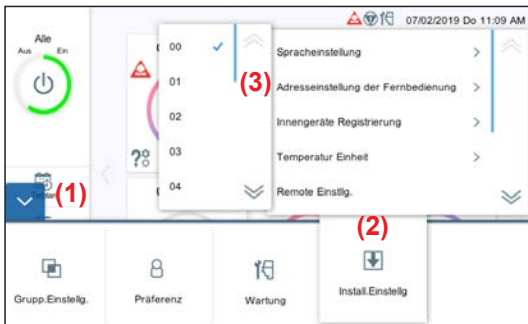 07/02/2019 Do 11:09 AM
Alle
Aus Ein
00
01
02
03
04
(3)
Spracheinstellung
Adresseinstellung der Fernbedienung
Innengeräte Registrierung
Temperatur Einheit
Remote Einstllg.
(1)
(2)
Grupp.Einstellg.
Präferenz
Wartung
Install.Einstellg